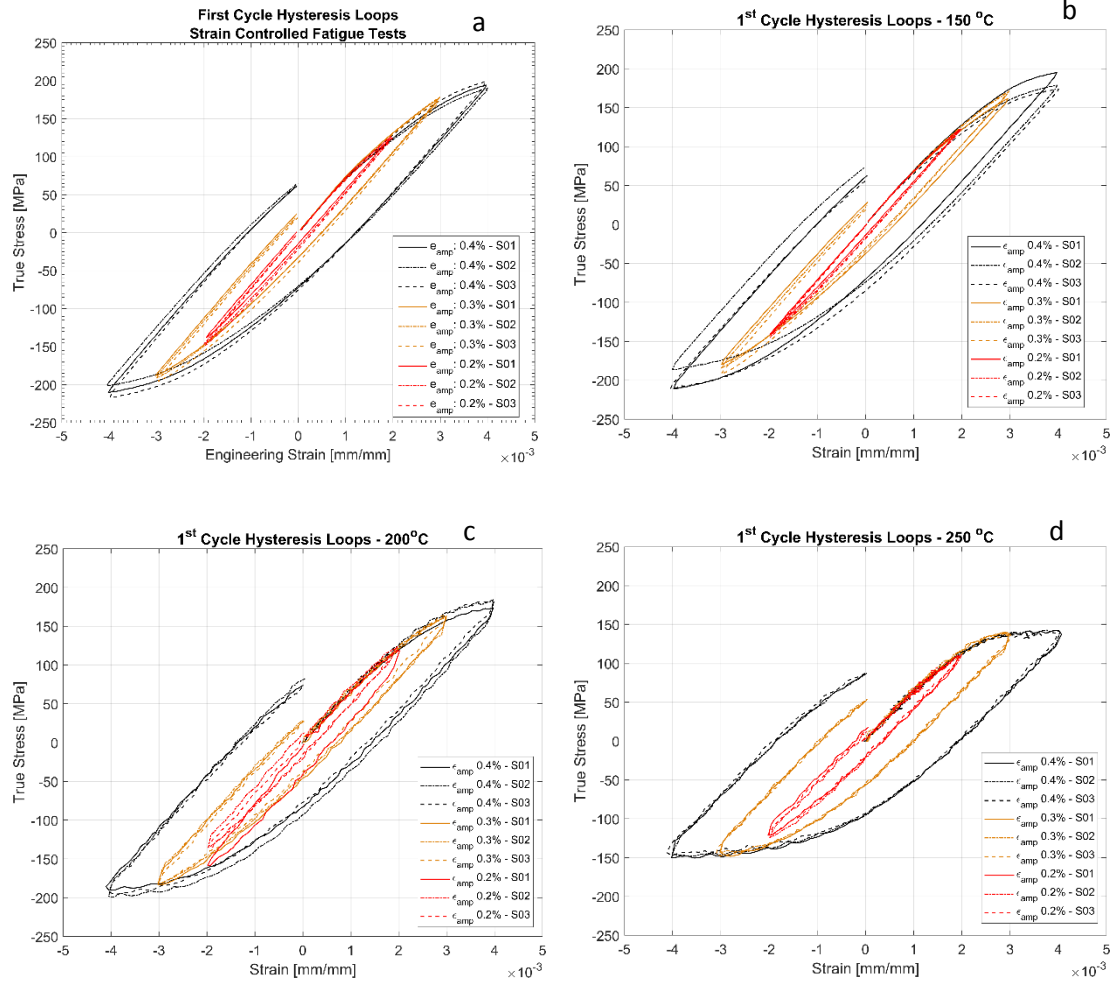 First Cycle Hysteresis Loops
Strain Controlled Fatigue Tests
a
250
200
150
100
50
0
-50
-100
-150
-200
-250
True Stress [MPa]
e_amp: 0.4% - S01
e_amp: 0.4% - S02
e_amp: 0.4% - S03
e_amp: 0.3% - S01
e_amp: 0.3% - S02
e_amp: 0.3% - S03
e_amp: 0.2% - S01
e_amp: 0.2% - S02
e_amp: 0.2% - S03
-5 -4 -3 -2 -1 0 1 2 3 4 5
Engineering Strain [mm/mm]
×10⁻³
1st Cycle Hysteresis Loops - 150 °C
b
250
200
150
100
50
0
-50
-100
-150
-200
-250
True Stress [MPa]
ϵ_amp 0.4% - S01
ϵ_amp 0.4% - S02
ϵ_amp 0.4% - S03
ϵ_amp 0.3% - S01
ϵ_amp 0.3% - S02
ϵ_amp 0.3% - S03
ϵ_amp 0.2% - S01
ϵ_amp 0.2% - S02
ϵ_amp 0.2% - S03
-5 -4 -3 -2 -1 0 1 2 3 4 5
Strain [mm/mm]
×10⁻³
1st Cycle Hysteresis Loops - 200°C
c
250
200
150
100
50
0
-50
-100
-150
-200
-250
True Stress [MPa]
ϵ_amp 0.4% - S01
ϵ_amp 0.4% - S02
ϵ_amp 0.4% - S03
ϵ_amp 0.3% - S01
ϵ_amp 0.3% - S02
ϵ_amp 0.3% - S03
ϵ_amp 0.2% - S01
ϵ_amp 0.2% - S02
ϵ_amp 0.2% - S03
-5 -4 -3 -2 -1 0 1 2 3 4 5
Strain [mm/mm]
×10⁻³
1st Cycle Hysteresis Loops - 250 °C
d
250
200
150
100
50
0
-50
-100
-150
-200
-250
True Stress [MPa]
ϵ_amp 0.4% - S01
ϵ_amp 0.4% - S02
ϵ_amp 0.4% - S03
ϵ_amp 0.3% - S01
ϵ_amp 0.3% - S02
ϵ_amp 0.3% - S03
ϵ_amp 0.2% - S01
ϵ_amp 0.2% - S02
ϵ_amp 0.2% - S03
-5 -4 -3 -2 -1 0 1 2 3 4 5
Strain [mm/mm]
×10⁻³